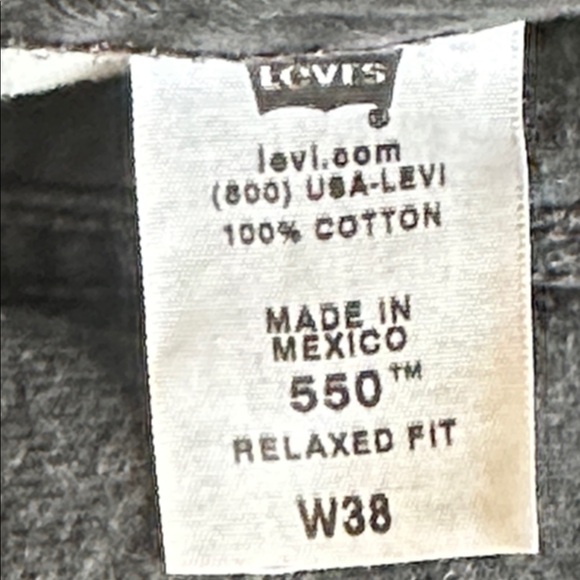 LEVI'S
®
levi.com
(800) USA-LEVI
100% COTTON
MADE IN
MEXICO
550™
RELAXED FIT
W38